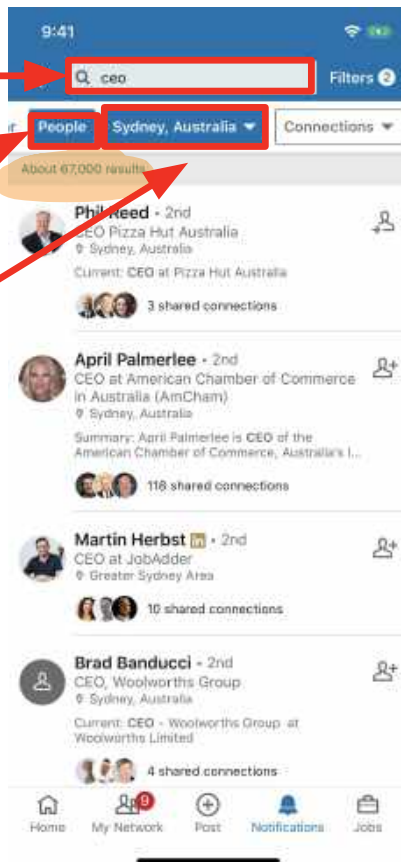 9:41
ceo
Filters 2
People
Sydney, Australia
Connections
About 67,000 results
Phil Reed • 2nd
CEO Pizza Hut Australia
Sydney, Australia
Current: CEO at Pizza Hut Australia
3 shared connections
April Palmerlee • 2nd
CEO at American Chamber of Commerce
in Australia (AmCham)
Sydney, Australia
Summary: April Palmerlee is CEO of the
American Chamber of Commerce, Australia's l...
118 shared connections
Martin Herbst in • 2nd
CEO at JobAdder
Greater Sydney Area
10 shared connections
Brad Banducci • 2nd
CEO, Woolworths Group
Sydney, Australia
Current: CEO - Woolworths Group at
Woolworths Limited
4 shared connections
9
Home
My Network
Post
Notifications
Jobs